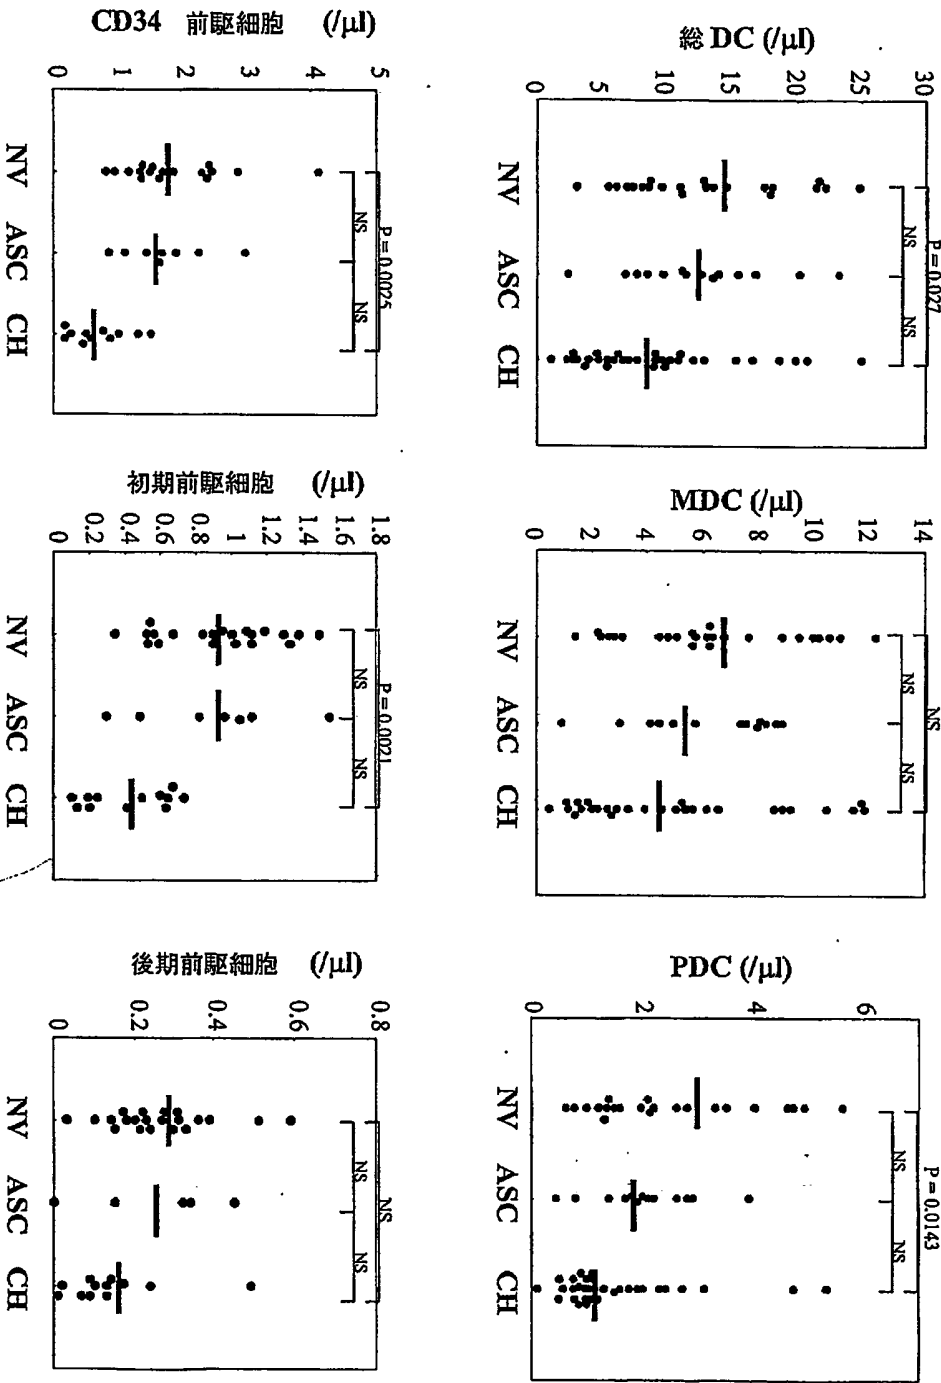 総 DC (/μl)
30
25
20
15
10
5
0
P = 0.027
NS
NS
NV
ASC
CH
MDC (/μl)
14
12
10
8
6
4
2
0
NS
NS
NS
NV
ASC
CH
PDC (/μl)
6
4
2
0
P = 0.0143
NS
NS
NV
ASC
CH
CD34 前駆細胞 (/μl)
5
4
3
2
1
0
P = 0.0025
NS
NS
NV
ASC
CH
初期前駆細胞 (/μl)
1.8
1.6
1.4
1.2
1
0.8
0.6
0.4
0.2
0
P = 0.0021
NS
NS
NV
ASC
CH
後期前駆細胞 (/μl)
0.8
0.6
0.4
0.2
0
NS
NS
NS
NV
ASC
CH